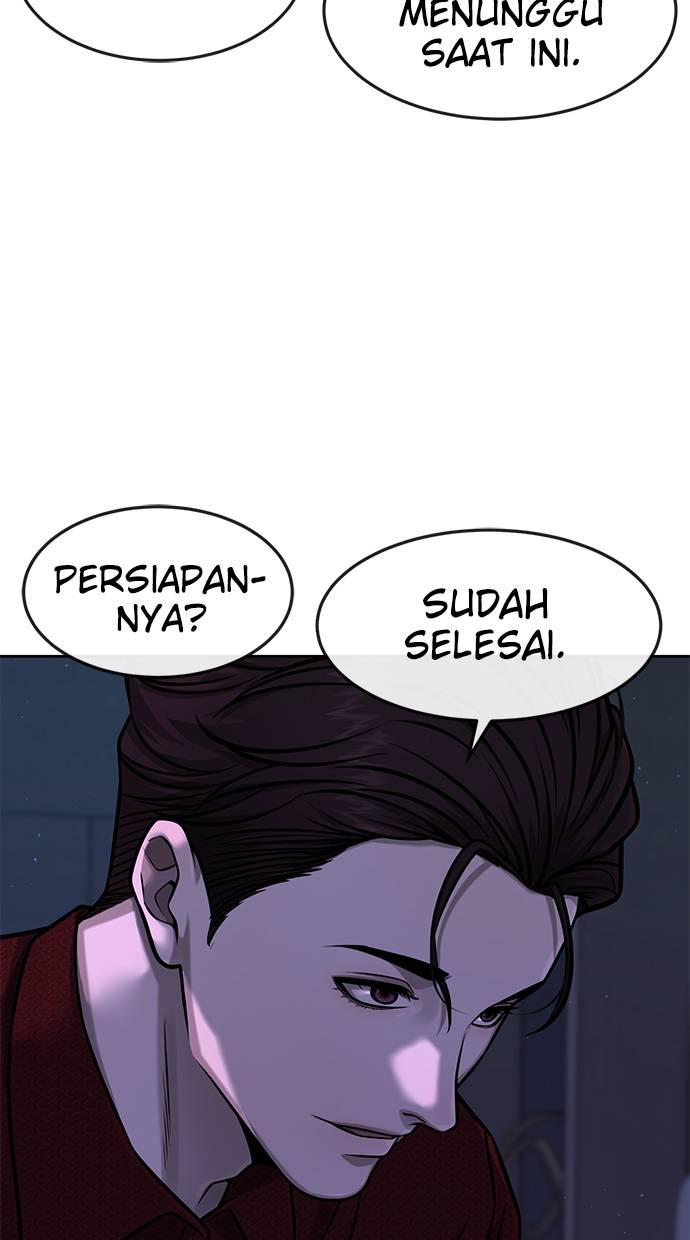 MENUNGGU
SAAT INI.
PERSIAPAN-
NYA?
SUDAH
SELESAI.